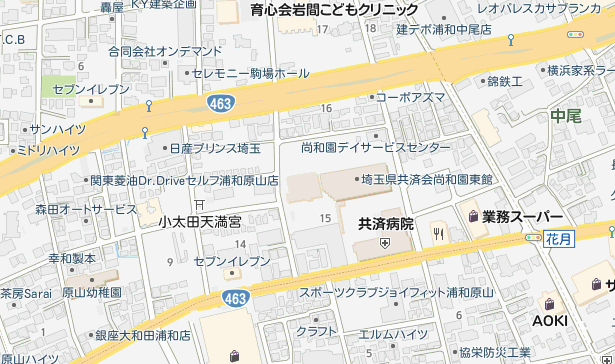 轟屋
KY建築企画
育心会岩間こどもクリニック
レオパレスカサブランカ
T.C.B
合同会社オンデマンド
17
18
建デポ浦和中尾店
セレモニー駒場ホール
横浜家系ラー
錦鉄工
セブンイレブン
463
コーポアズマ
16
中尾
サンハイツ
ミドリハイツ
日産プリンス埼玉
尚和園デイサービスセンター
関東菱油Dr.Driveセルフ浦和原山店
埼玉県共済会尚和園東館
森田オートサービス
小太田天満宮
15
共済病院
業務スーパー
花月
14
幸和製本
9
セブンイレブン
原山幼稚園
茶房Sarai
463
スポーツクラブジョイフィット浦和原山
サ
AOKI
銀座大和田浦和店
クラフト
エルムハイツ
原山ハイツ
協栄防災工業